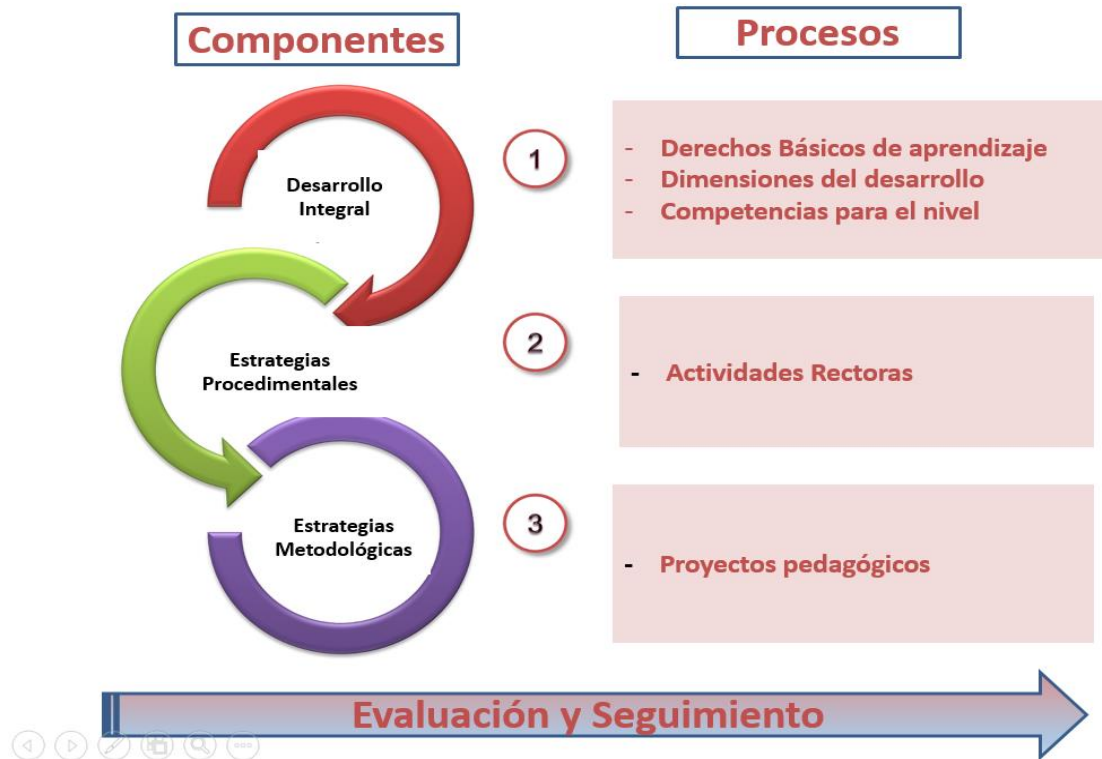 Componentes
Procesos
Desarrollo
Integral
1
- Derechos Básicos de aprendizaje
- Dimensiones del desarrollo
- Competencias para el nivel
Estrategias
Procedimentales
2
- Actividades Rectoras
Estrategias
Metodológicas
3
- Proyectos pedagógicos
Evaluación y Seguimiento